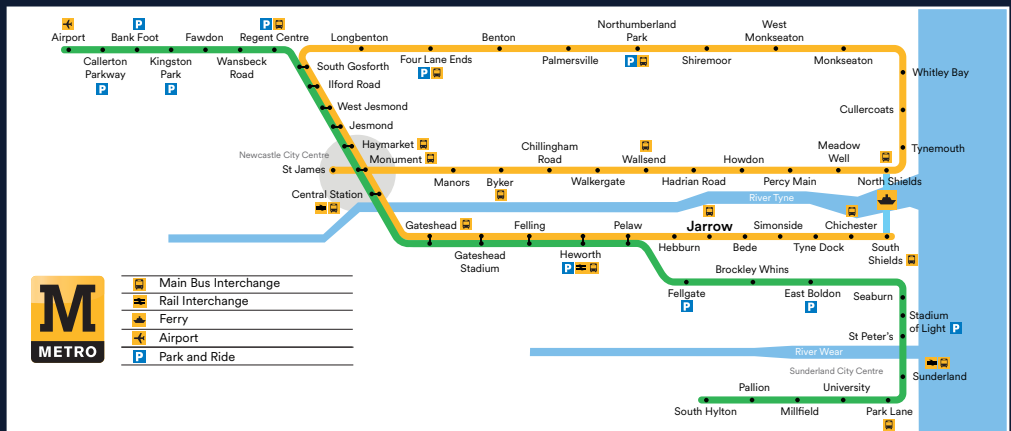 Airport
Callerton
Parkway
P
Bank Foot
P
Kingston
Park
P
Fawdon
Wansbeck
Road
Regent Centre
P
Longbenton
Four Lane Ends
P
Benton
Palmersville
Northumberland
Park
P
Shiremoor
West
Monkseaton
Monkseaton
Whitley Bay
Cullercoats
Tynemouth
South Gosforth
Ilford Road
West Jesmond
Jesmond
Haymarket
Newcastle City Centre
Monument
St James
Central Station
Manors
Byker
Chillingham
Road
Walkergate
Wallsend
Hadrian Road
Howdon
Percy Main
Meadow
Well
North Shields
River Tyne
Gateshead
Gateshead
Stadium
Felling
Heworth
P
Pelaw
Hebburn
Jarrow
Bede
Simonside
Tyne Dock
Chichester
South
Shields
Fellgate
P
Brockley Whins
East Boldon
P
Seaburn
Stadium
of Light P
St Peter's
River Wear
Sunderland City Centre
Sunderland
Park Lane
University
Millfield
Pallion
South Hylton
M
METRO
Main Bus Interchange
Rail Interchange
Ferry
Airport
P Park and Ride